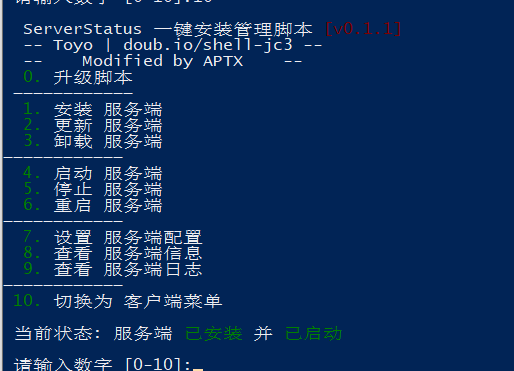 请输入数字 [0-10]:10
ServerStatus 一键安装管理脚本 [v0.1.1]
-- Toyo | doub.io/shell-jc3 --
--    Modified by APTX     --
0. 升级脚本
————————————
1. 安装 服务端
2. 更新 服务端
3. 卸载 服务端
————————————
4. 启动 服务端
5. 停止 服务端
6. 重启 服务端
————————————
7. 设置 服务端配置
8. 查看 服务端信息
9. 查看 服务端日志
————————————
10. 切换为 客户端菜单
当前状态: 服务端 已安装 并 已启动
请输入数字 [0-10]: